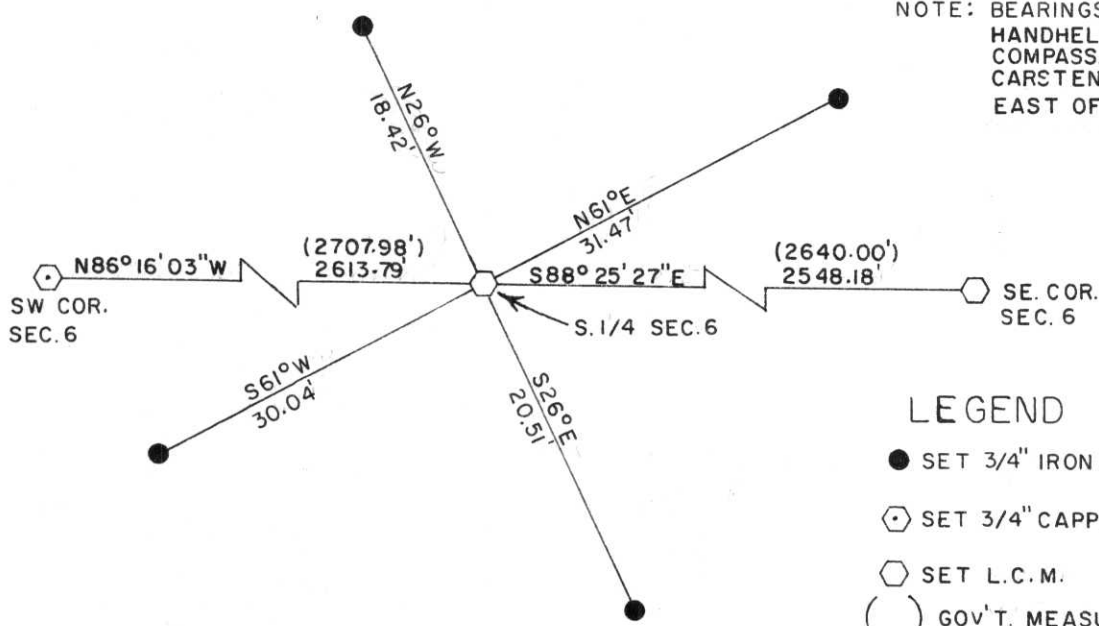 NOTE: BEARINGS
HANDHEL
COMPASS
CARSTEN
EAST OF
N26°W
18.42'
N61°E
31.47'
N86°16'03"W
(2707.98')
2613.79'
S88°25'27"E
(2640.00')
2548.18'
SW COR.
SEC.6
SE. COR.
SEC.6
S.1/4 SEC.6
S61°W
30.04'
S26°E
20.51'
LEGEND
SET 3/4" IRON
SET 3/4" CAPP
SET L.C.M.
( ) GOV'T. MEASU